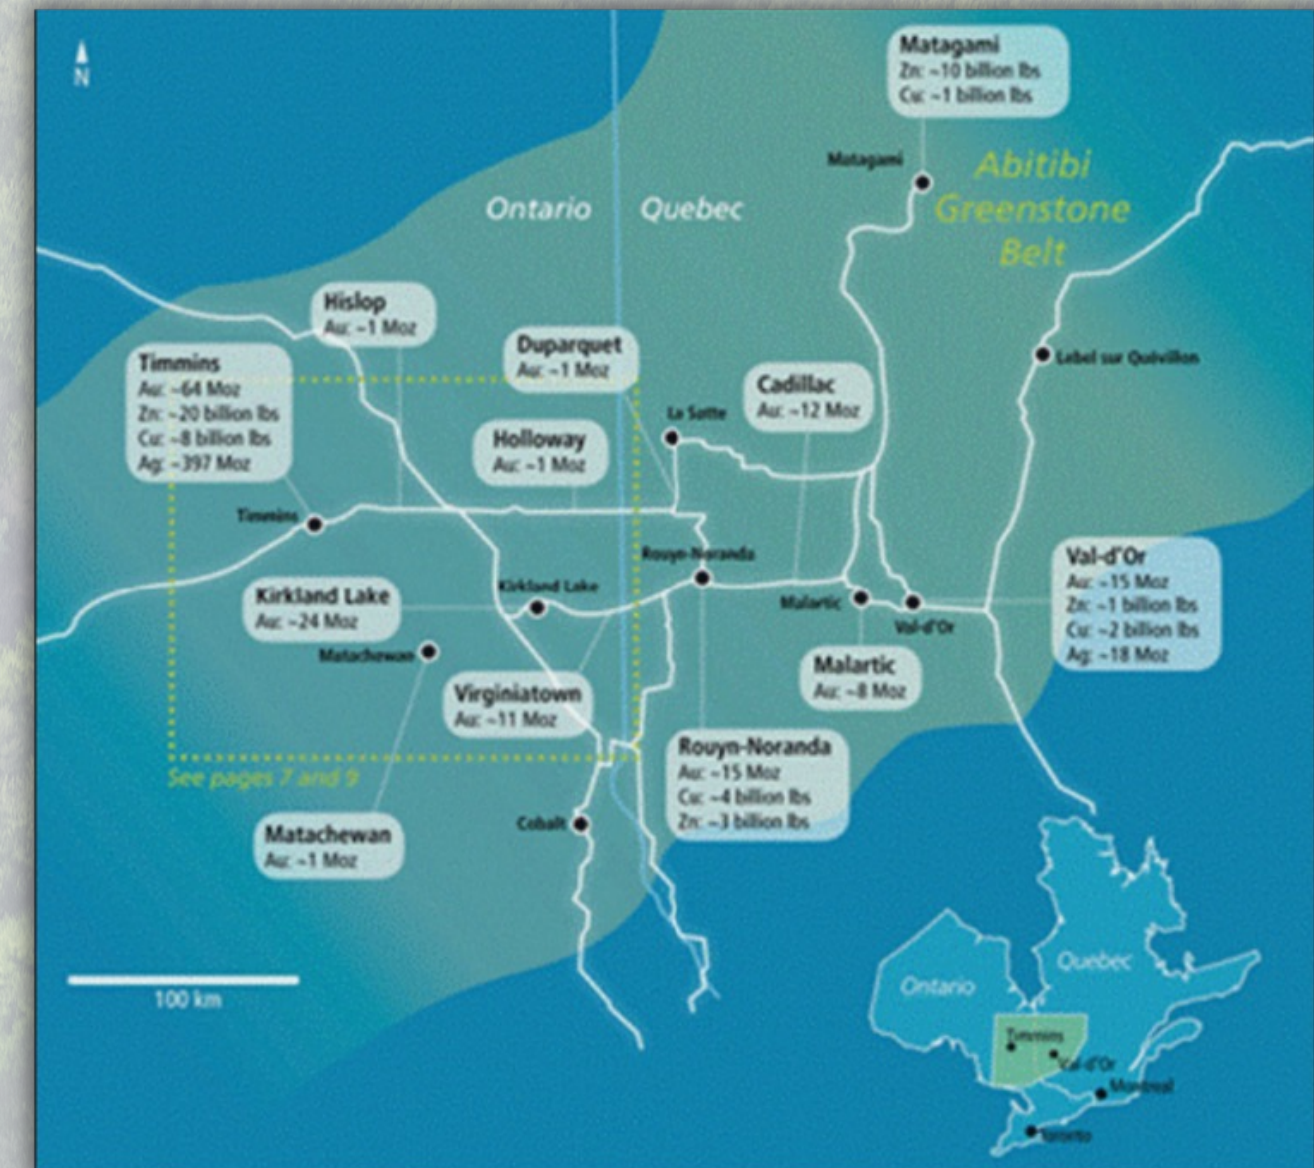 N
Matagami
Zn: ~10 billion lbs
Cu: ~1 billion lbs
Matagami
Abitibi
Greenstone
Belt
Ontario
Quebec
Hislop
Au: ~1 Moz
Duparquet
Au: ~1 Moz
Timmins
Au: ~64 Moz
Zn: ~20 billion lbs
Cu: ~8 billion lbs
Ag: ~397 Moz
Cadillac
Au: ~12 Moz
Lebel sur Quévillon
La Sotte
Holloway
Au: ~1 Moz
Timmins
Rouyn-Noranda
Val-d'Or
Au: ~15 Moz
Zn: ~1 billion lbs
Cu: ~2 billion lbs
Ag: ~18 Moz
Kirkland Lake
Au: ~24 Moz
Kirkland Lake
Malartic
Val-d'Or
Matachewan
Malartic
Au: ~8 Moz
Virginiatown
Au: ~11 Moz
Rouyn-Noranda
Au: ~15 Moz
Cu: ~4 billion lbs
Zn: ~3 billion lbs
See pages 7 and 9
Matachewan
Au: ~1 Moz
Cobalt
100 km
Ontario
Quebec
Timmins
Val-d'Or
Montreal
Toronto